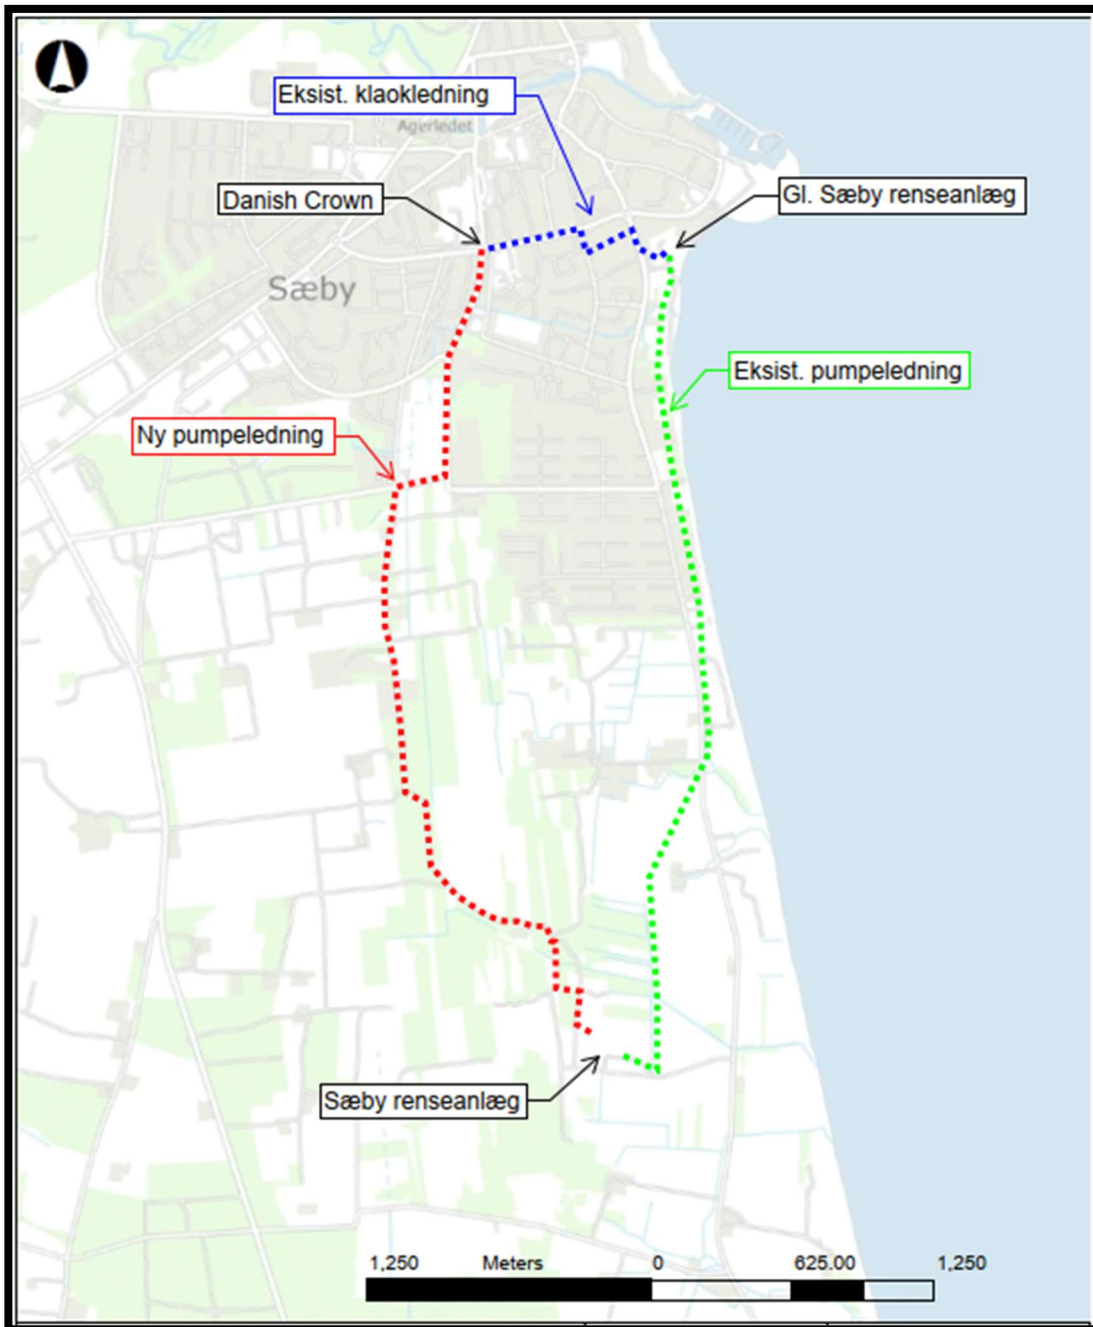 Eksist. klaokledning
Agerledet
Danish Crown
Gl. Sæby renseanlæg
Sæby
Eksist. pumpeledning
Ny pumpeledning
Sæby renseanlæg
1,250 Meters 0 625.00 1,250